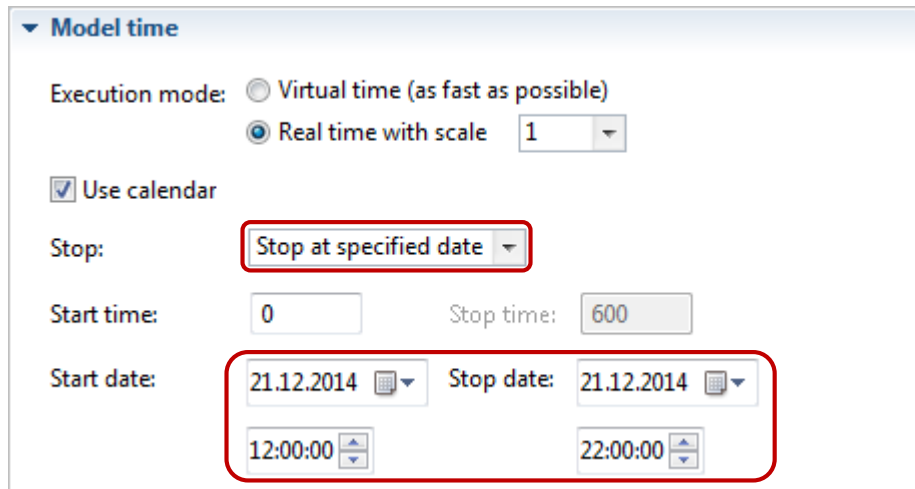 Model time
Execution mode: Virtual time (as fast as possible)
Real time with scale 1
Use calendar
Stop: Stop at specified date
Start time: 0 Stop time: 600
Start date: 21.12.2014 Stop date: 21.12.2014
12:00:00 22:00:00